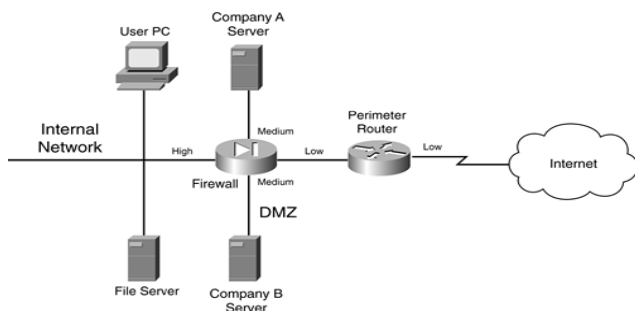 Company A
Server
User PC
Perimeter
Router
Internal
Network
Medium
High
Low
Low
Internet
Firewall
Medium
DMZ
File Server
Company B
Server